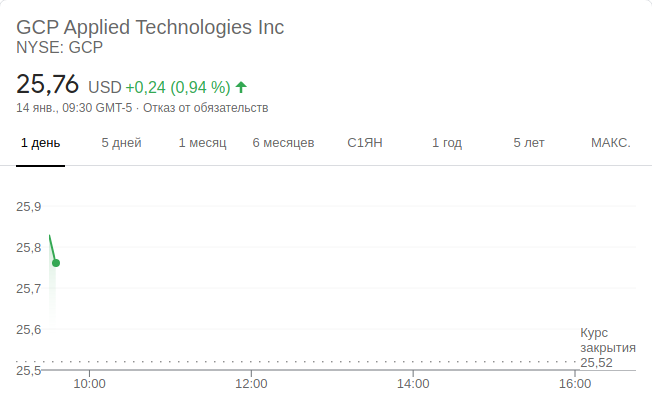 GCP Applied Technologies Inc
NYSE: GCP
25,76 USD +0,24 (0,94 %)
14 янв., 09:30 GMT-5 · Отказ от обязательств
1 день 5 дней 1 месяц 6 месяцев С1ЯН 1 год 5 лет МАКС.
25,9
25,8
25,7
25,6
25,5
Курс
закрытия
25,52
10:00 12:00 14:00 16:00